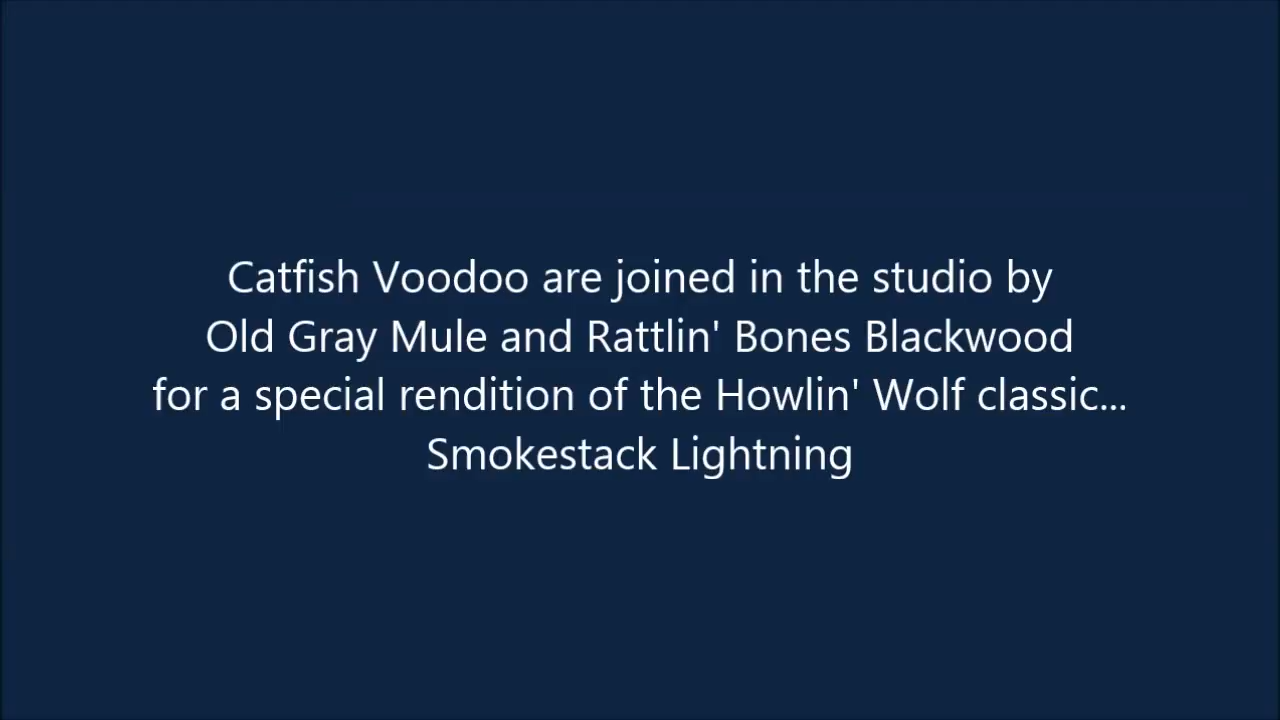 Catfish Voodoo are joined in the studio by
Old Gray Mule and Rattlin' Bones Blackwood
for a special rendition of the Howlin' Wolf classic...
Smokestack Lightning